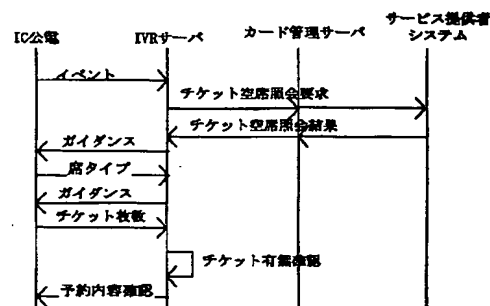 サービス提供者
システム
IC公電
IVRサーバ
カード管理サーバ
イベント
チケット空席照会要求
チケット空席照会結果
ガイダンス
席タイプ
ガイダンス
チケット枚数
チケット有無確認
予約内容確認